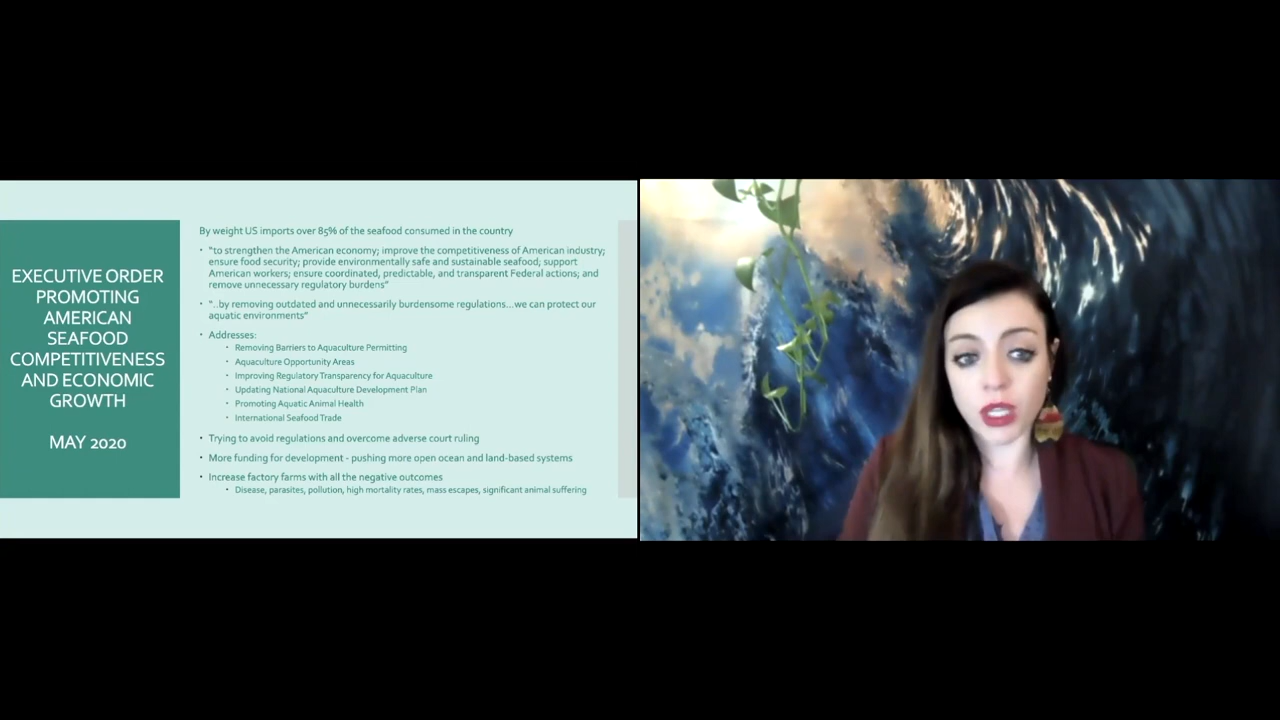 EXECUTIVE ORDER
PROMOTING
AMERICAN
SEAFOOD
COMPETITIVENESS
AND ECONOMIC
GROWTH
MAY 2020
By weight US imports over 85% of the seafood consumed in the country
• "to strengthen the American economy; improve the competitiveness of American industry;
ensure food security; provide environmentally safe and sustainable seafood; support
American workers; ensure coordinated, predictable, and transparent Federal actions; and
remove unnecessary regulatory burdens"
• "..by removing outdated and unnecessarily burdensome regulations...we can protect our
aquatic environments"
• Addresses:
• Removing Barriers to Aquaculture Permitting
• Aquaculture Opportunity Areas
• Improving Regulatory Transparency for Aquaculture
• Updating National Aquaculture Development Plan
• Promoting Aquatic Animal Health
• International Seafood Trade
• Trying to avoid regulations and overcome adverse court ruling
• More funding for development - pushing more open ocean and land-based systems
• Increase factory farms with all the negative outcomes
• Disease, parasites, pollution, high mortality rates, mass escapes, significant animal suffering